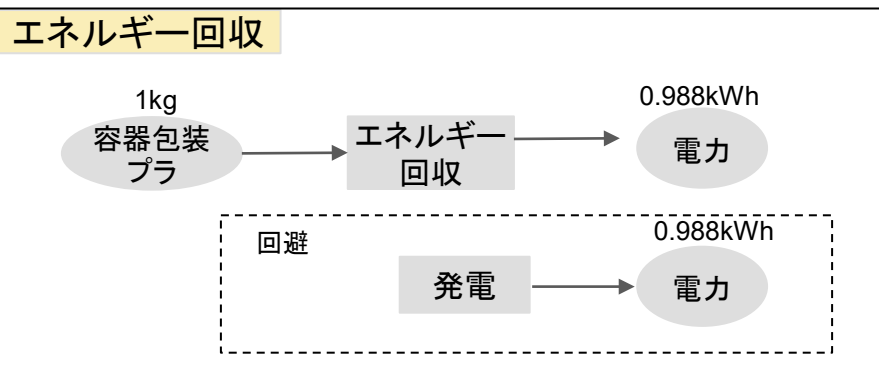 エネルギー回収
1kg
容器包装
プラ
エネルギー
回収
0.988kWh
電力
回避
発電
0.988kWh
電力